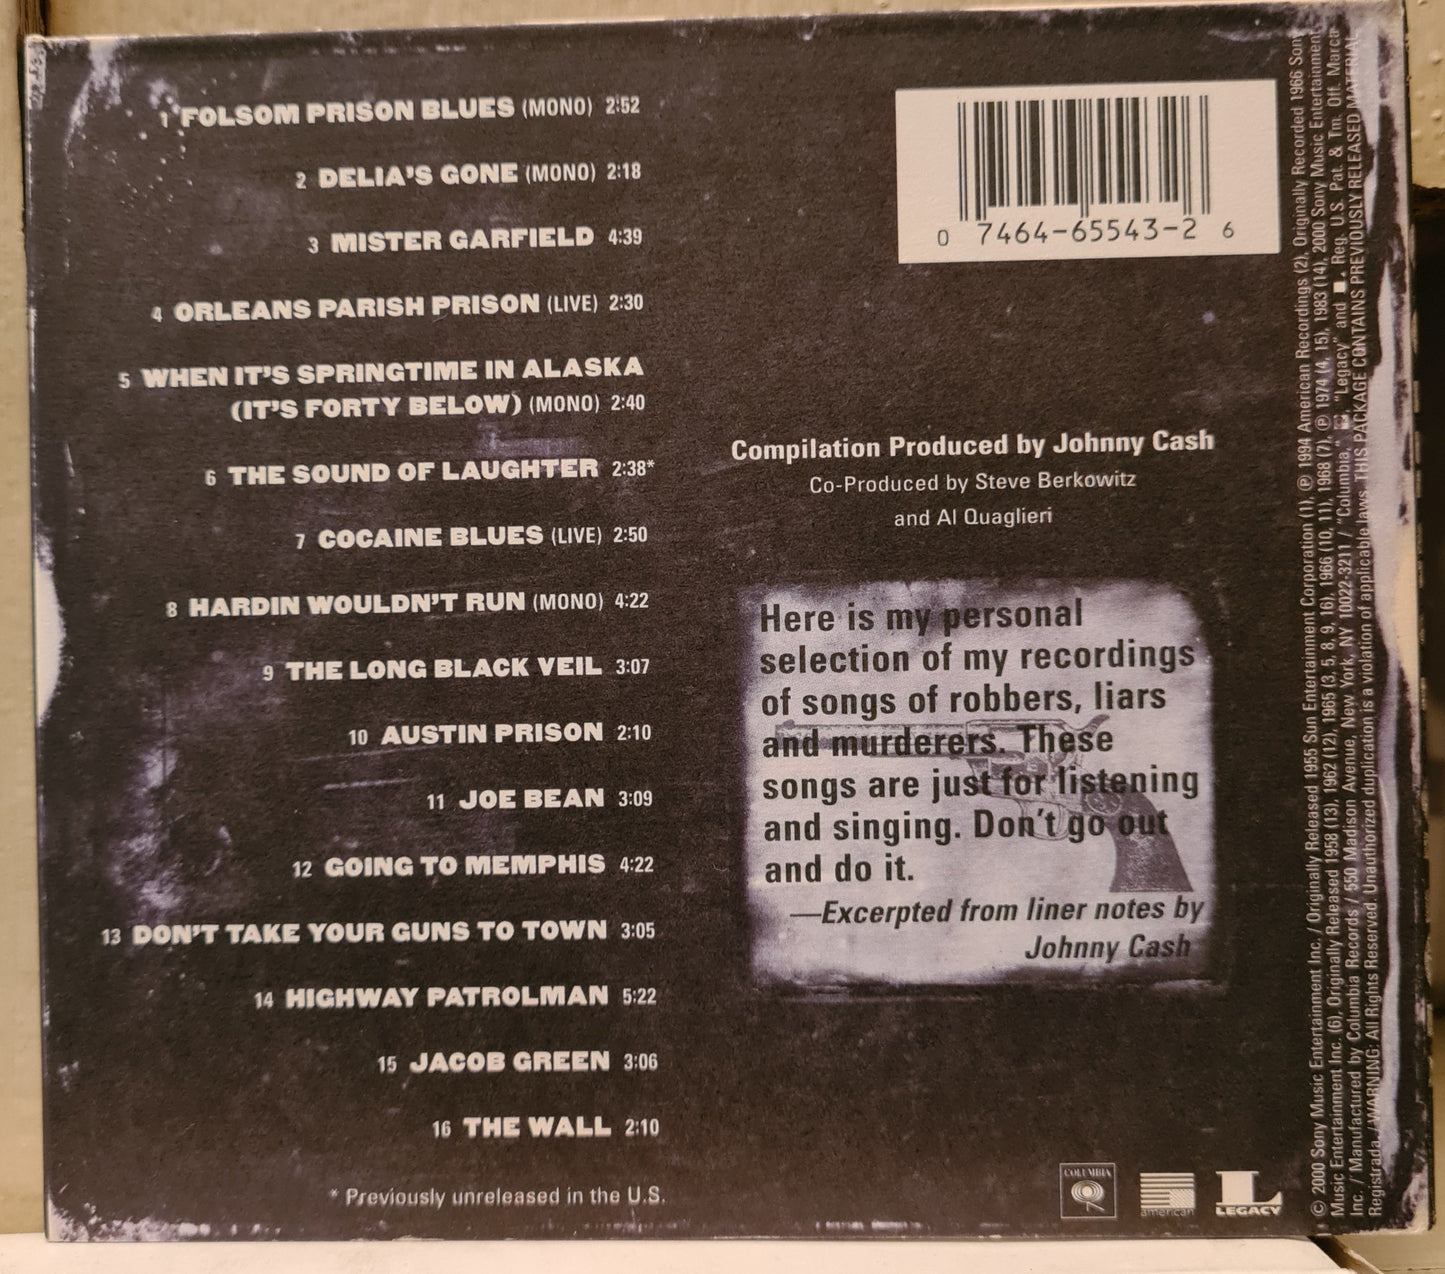 1 FOLSOM PRISON BLUES (MONO) 2:52
2 DELIA'S GONE (MONO) 2:18
3 MISTER GARFIELD 4:39
4 ORLEANS PARISH PRISON (LIVE) 2:30
5 WHEN IT'S SPRINGTIME IN ALASKA
(IT'S FORTY BELOW) (MONO) 2:40
6 THE SOUND OF LAUGHTER 2:38*
7 COCAINE BLUES (LIVE) 2:50
8 HARDIN WOULDN'T RUN (MONO) 4:22
9 THE LONG BLACK VEIL 3:07
10 AUSTIN PRISON 2:10
11 JOE BEAN 3:09
12 GOING TO MEMPHIS 4:22
13 DON'T TAKE YOUR GUNS TO TOWN 3:05
14 HIGHWAY PATROLMAN 5:22
15 JACOB GREEN 3:06
16 THE WALL 2:10
* Previously unreleased in the U.S.
0 7464-65543-2 6
Compilation Produced by Johnny Cash
Co-Produced by Steve Berkowitz
and Al Quaglieri
Here is my personal
selection of my recordings
of songs of robbers, liars
and murderers. These
songs are just for listening
and singing. Don't go out
and do it.
—Excerpted from liner notes by
Johnny Cash
COLUMBIA
american
LEGACY
© 2000 Sony Music Entertainment Inc. / Originally Released 1955 Sun Entertainment Corporation (1), ℗ 1994 American Recordings (2), Originally Recorded 1966 Sony
Music Entertainment Inc. (6), Originally Released 1958 (13), 1962 (12), 1965 (3, 5, 8, 9, 16), 1966 (10, 11), 1968 (7), ℗ 1974 (4, 15), 1983 (14), 2000 Sony Music Entertainment
Inc. / Manufactured by Columbia Records / 550 Madison Avenue, New York, NY 10022-3211 / "Columbia," "Legacy" and Reg. U.S. Pat. & Tm. Off. Marca
Registrada. / WARNING: All Rights Reserved. Unauthorized duplication is a violation of applicable laws. THIS PACKAGE CONTAINS PREVIOUSLY RELEASED MATERIAL